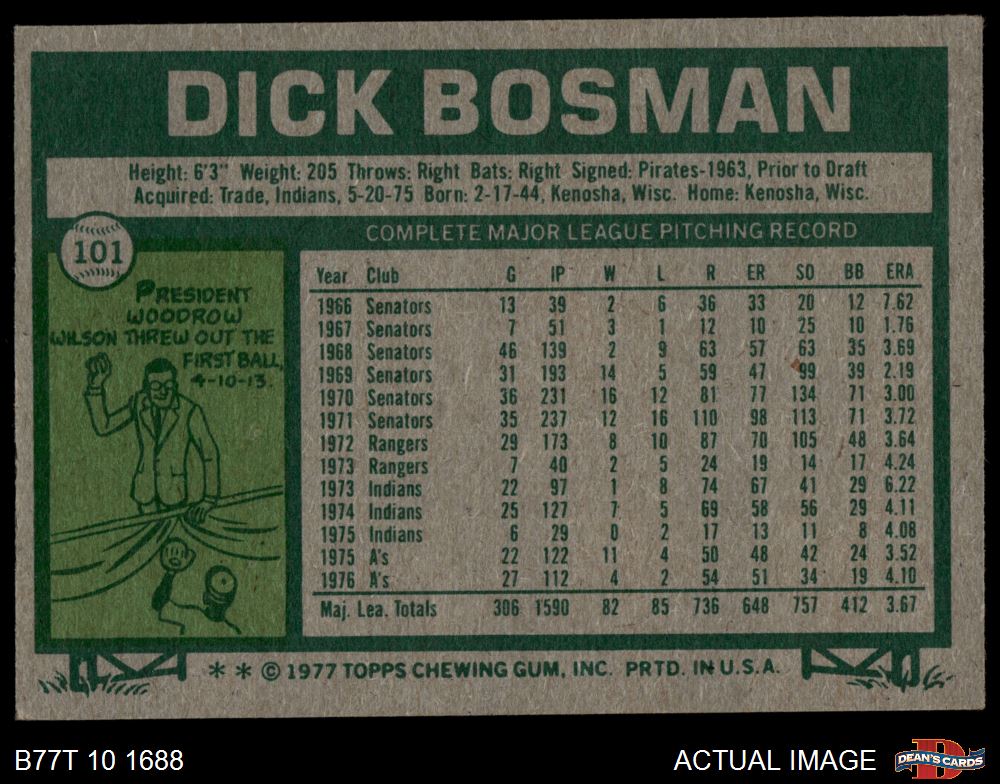 DICK BOSMAN
Height: 6'3" Weight: 205 Throws: Right Bats: Right Signed: Pirates-1963, Prior to Draft
Acquired: Trade, Indians, 5-20-75 Born: 2-17-44, Kenosha, Wisc. Home: Kenosha, Wisc.
101
PRESIDENT
WOODROW
WILSON THREW OUT THE
FIRST BALL,
4-10-13.
COMPLETE MAJOR LEAGUE PITCHING RECORD
Year Club G IP W L R ER SO BB ERA
1966 Senators 13 39 2 6 36 33 20 12 7.62
1967 Senators 7 51 3 1 12 10 25 10 1.76
1968 Senators 46 139 2 9 63 57 63 35 3.69
1969 Senators 31 193 14 5 59 47 99 39 2.19
1970 Senators 36 231 16 12 81 77 134 71 3.00
1971 Senators 35 237 12 16 110 98 113 71 3.72
1972 Rangers 29 173 8 10 87 70 105 48 3.64
1973 Rangers 7 40 2 5 24 19 14 17 4.24
1973 Indians 22 97 1 8 74 67 41 29 6.22
1974 Indians 25 127 7 5 69 58 56 29 4.11
1975 Indians 6 29 0 2 17 13 11 8 4.08
1975 A's 22 122 11 4 50 48 42 24 3.52
1976 A's 27 112 4 2 54 51 34 19 4.10
Maj. Lea. Totals 306 1590 82 85 736 648 757 412 3.67
* * © 1977 TOPPS CHEWING GUM, INC. PRTD. IN U.S.A.
B77T 10 1688
ACTUAL IMAGE
DEAN'S CARDS